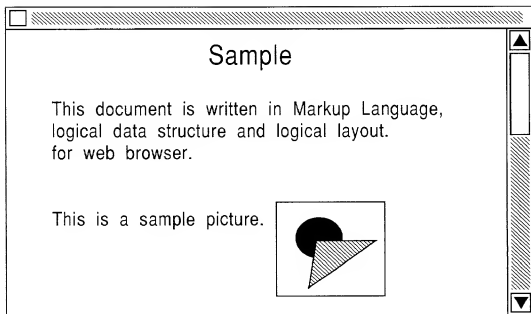 Sample
This document is written in Markup Language,
logical data structure and logical layout.
for web browser.
This is a sample picture.